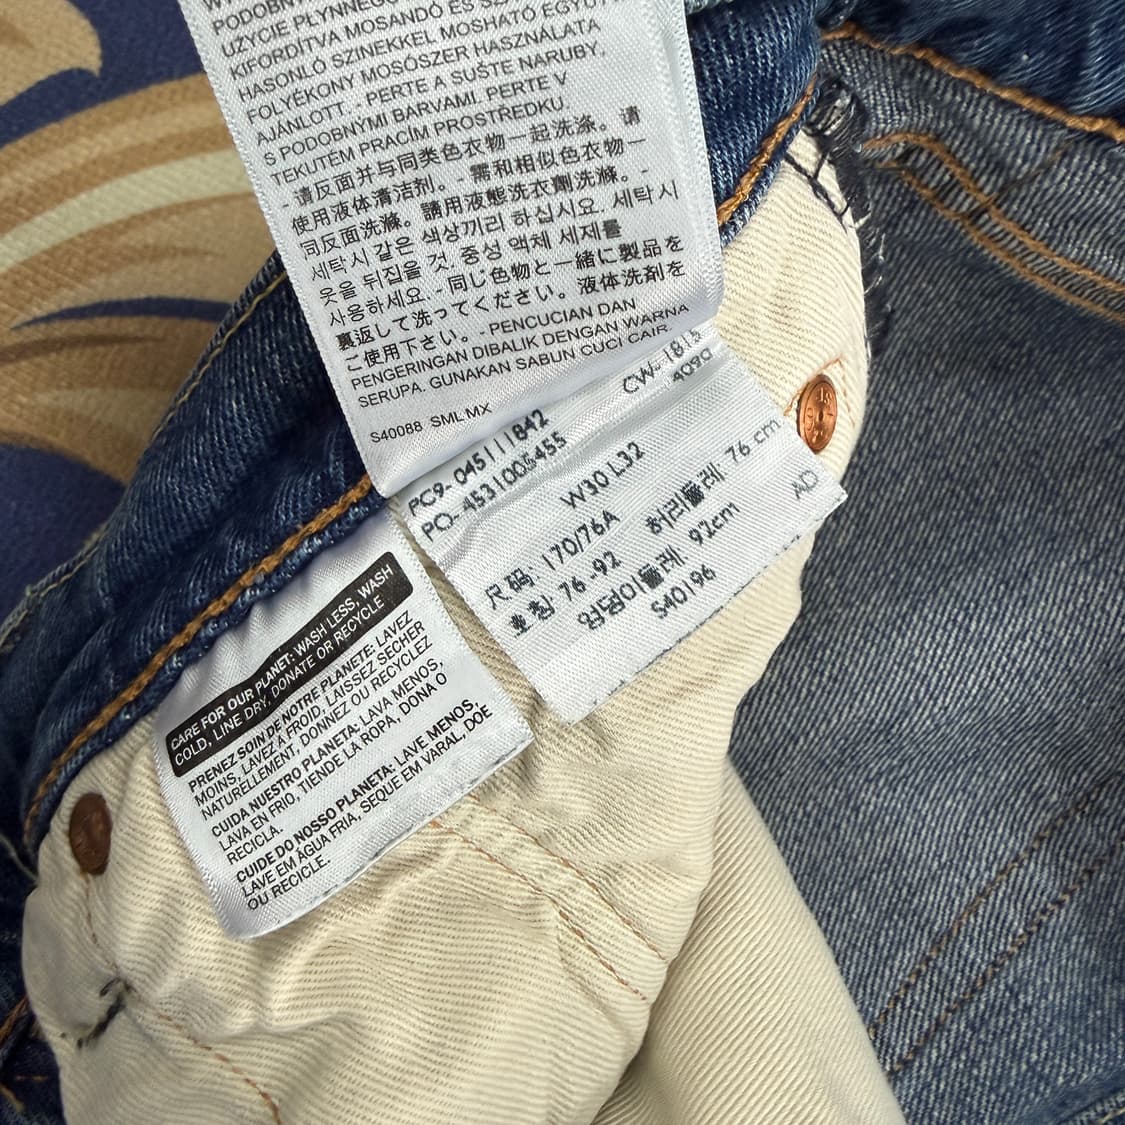 PODOBNY
UŻYCIE PŁYNNEGO
KIFORDÍTVA MOSANDÓ ÉS
HASONLÓ SZINEKKEL MOSHATÓ
FOLYÉKONY MOSÓSZER HASZNÁLATA
AJÁNLOTT. - PERTE A SUŠTE NARUBY.
S PODOBNÝMI BARVAMI. PERTE V
TEKUTÉM PRACÍM PROSTŘEDKU.
- 请反面并与同类色衣物一起洗涤。请
使用液体清洁剂。 需和相似色衣物一
同反面洗滌。請用液態洗衣劑洗滌。 -
세탁시 같은 색상끼리 하십시요. 세탁 시
옷을 뒤집을 것 중성 액체 세제를
사용하세요. - 同じ色物と一緒に製品を
裏返して洗ってください。液体洗剤を
ご使用下さい。 - PENCUCIAN DAN
PENGERINGAN DIBALIK DENGAN WARNA
SERUPA. GUNAKAN SABUN CUCI CAIR.
S40088 SML.MX
PC9- 045111842
PO- 4531005455
W30 L32
尺码: 170/76A
호칭: 76 -92 허리둘레: 76 cm
엉덩이둘레: 92cm
S40196 AD
CARE FOR OUR PLANET: WASH LESS, WASH
COLD, LINE DRY, DONATE OR RECYCLE
PRENEZ SOIN DE NOTRE PLANETE: LAVEZ
MOINS, LAVEZ À FROID, LAISSEZ SÉCHER
NATURELLEMENT, DONNEZ OU RECYCLEZ
CUIDA NUESTRO PLANETA: LAVA MENOS,
LAVA EN FRIO, TIENDE LA ROPA, DONA O
RECICLA.
CUIDE DO NOSSO PLANETA: LAVE MENOS,
LAVE EM ÁGUA FRIA, SEQUE EM VARAL, DOE
OU RECICLE.